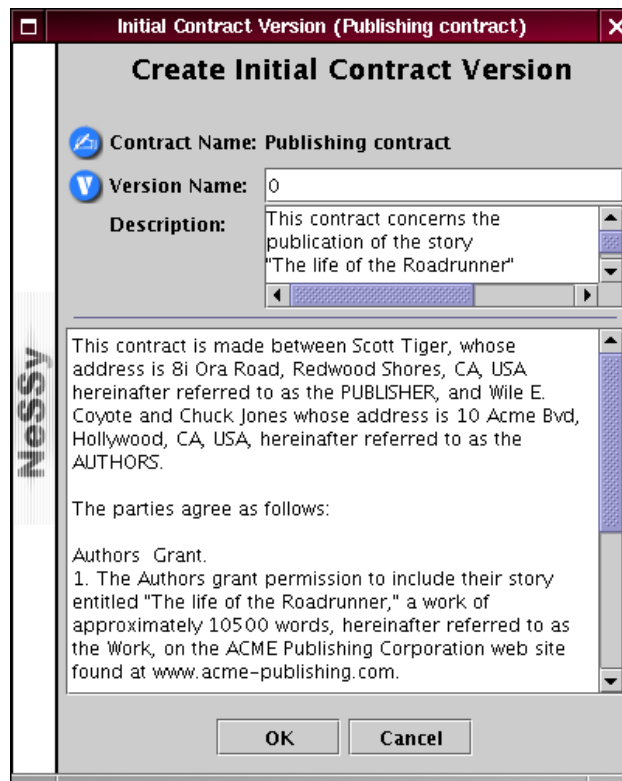 Initial Contract Version (Publishing contract)
Create Initial Contract Version
Contract Name: Publishing contract
V Version Name: 0
Description: This contract concerns the
publication of the story
"The life of the Roadrunner"
NeSSy
This contract is made between Scott Tiger, whose
address is 8i Ora Road, Redwood Shores, CA, USA
hereinafter referred to as the PUBLISHER, and Wile E.
Coyote and Chuck Jones whose address is 10 Acme Bvd,
Hollywood, CA, USA, hereinafter referred to as the
AUTHORS.
The parties agree as follows:
Authors  Grant.
1. The Authors grant permission to include their story
entitled "The life of the Roadrunner," a work of
approximately 10500 words, hereinafter referred to as
the Work, on the ACME Publishing Corporation web site
found at www.acme-publishing.com.
OK Cancel